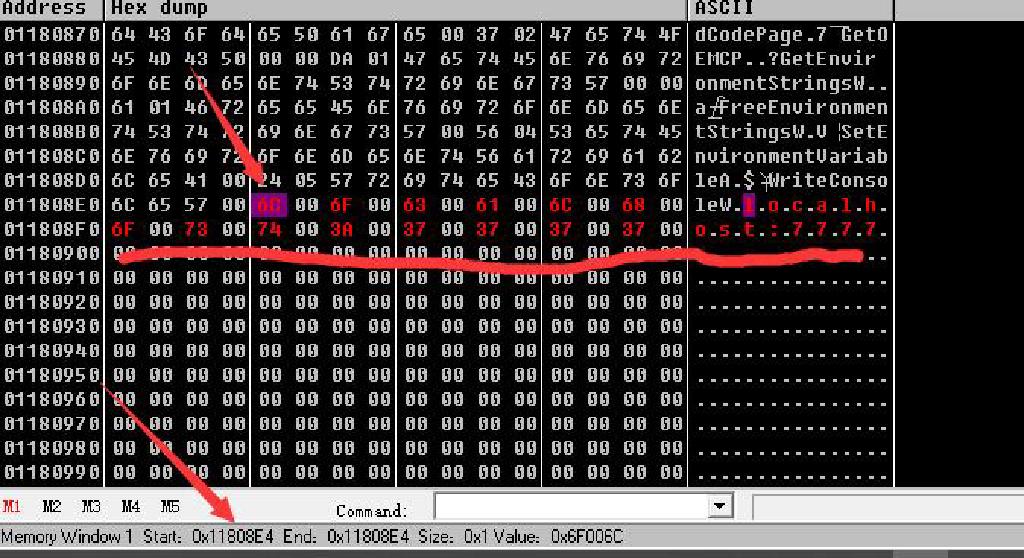 Address Hex dump ASCII
01180870 64 43 6F 64 65 50 61 67 65 00 37 02 47 65 74 4F dCodePage.7 GetO
01180880 45 4D 43 50 00 00 DA 01 47 65 74 45 6E 76 69 72 EMCP..?GetEnvir
01180890 6F 6E 6D 65 6E 74 53 74 72 69 6E 67 73 57 00 00 onmentStringsW..
011808A0 61 01 46 72 65 65 45 6E 76 69 72 6F 6E 6D 65 6E a FreeEnvironmen
011808B0 74 53 74 72 69 6E 67 73 57 00 56 04 53 65 74 45 tStringsW.V SetE
011808C0 6E 76 69 72 6F 6E 6D 65 6E 74 56 61 72 69 61 62 nvironmentVariab
011808D0 6C 65 41 00 24 05 57 72 69 74 65 43 6F 6E 73 6F leA.$ WriteConso
011808E0 6C 65 57 00 6C 00 6F 00 63 00 61 00 6C 00 68 00 leW.l.o.c.a.l.h.
011808F0 6F 00 73 00 74 00 3A 00 37 00 37 00 37 00 37 00 o.s.t.:.7.7.7.7.
01180900 00 00 00 00 00 00 00 00 00 00 00 00 00 00 00 00 ..
01180910 00 00 00 00 00 00 00 00 00 00 00 00 00 00 00 00 ................
01180920 00 00 00 00 00 00 00 00 00 00 00 00 00 00 00 00 ................
01180930 00 00 00 00 00 00 00 00 00 00 00 00 00 00 00 00 ................
01180940 00 00 00 00 00 00 00 00 00 00 00 00 00 00 00 00 ................
01180950 00 00 00 00 00 00 00 00 00 00 00 00 00 00 00 00 ................
01180960 00 00 00 00 00 00 00 00 00 00 00 00 00 00 00 00 ................
01180970 00 00 00 00 00 00 00 00 00 00 00 00 00 00 00 00 ................
01180980 00 00 00 00 00 00 00 00 00 00 00 00 00 00 00 00 ................
01180990 00 00 00 00 00 00 00 00 00 00 00 00 00 00 00 00 ................
M1 M2 M3 M4 M5 Command:
Memory Window 1 Start: 0x11808E4 End: 0x11808E4 Size: 0x1 Value: 0x6F006C